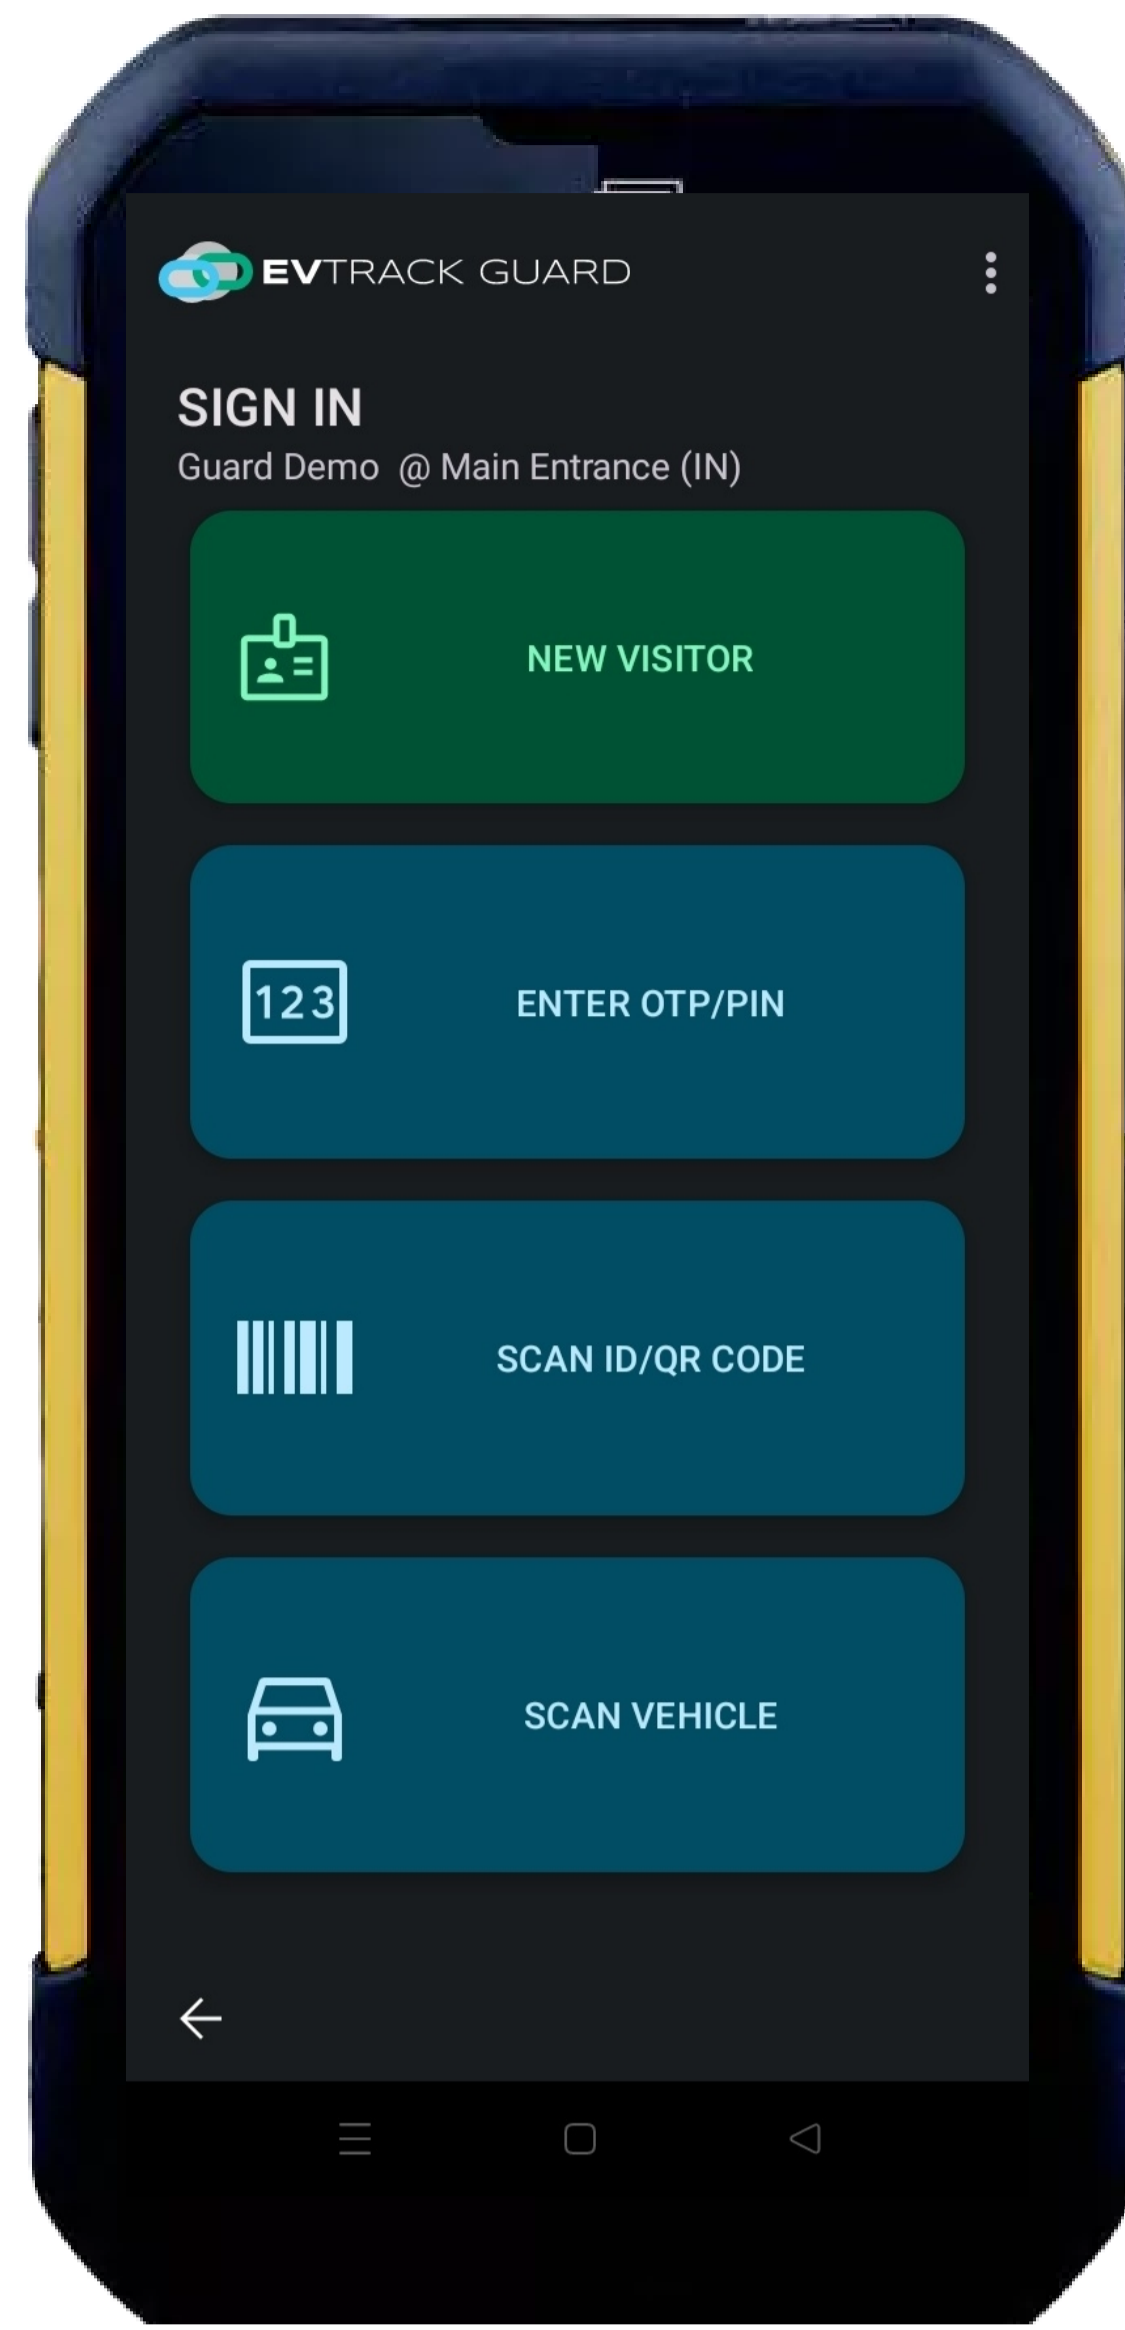 EVTRACK GUARD
SIGN IN
Guard Demo @ Main Entrance (IN)
NEW VISITOR
123
ENTER OTP/PIN
SCAN ID/QR CODE
SCAN VEHICLE